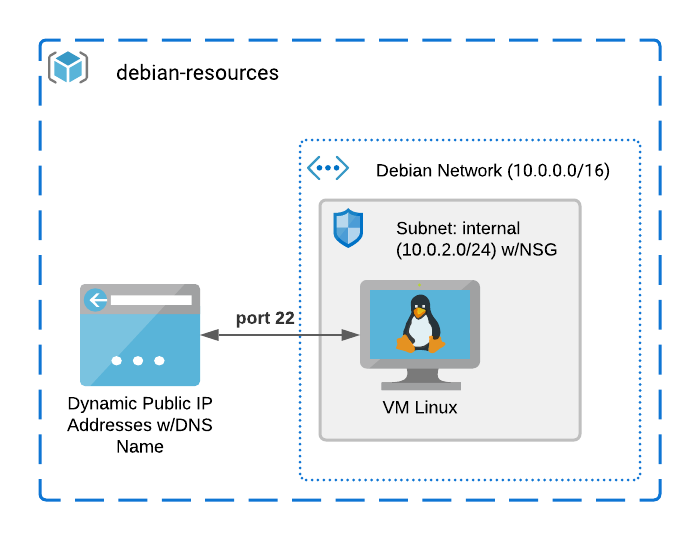 debian-resources
Debian Network (10.0.0.0/16)
Subnet: internal
(10.0.2.0/24) w/NSG
port 22
VM Linux
Dynamic Public IP
Addresses w/DNS
Name